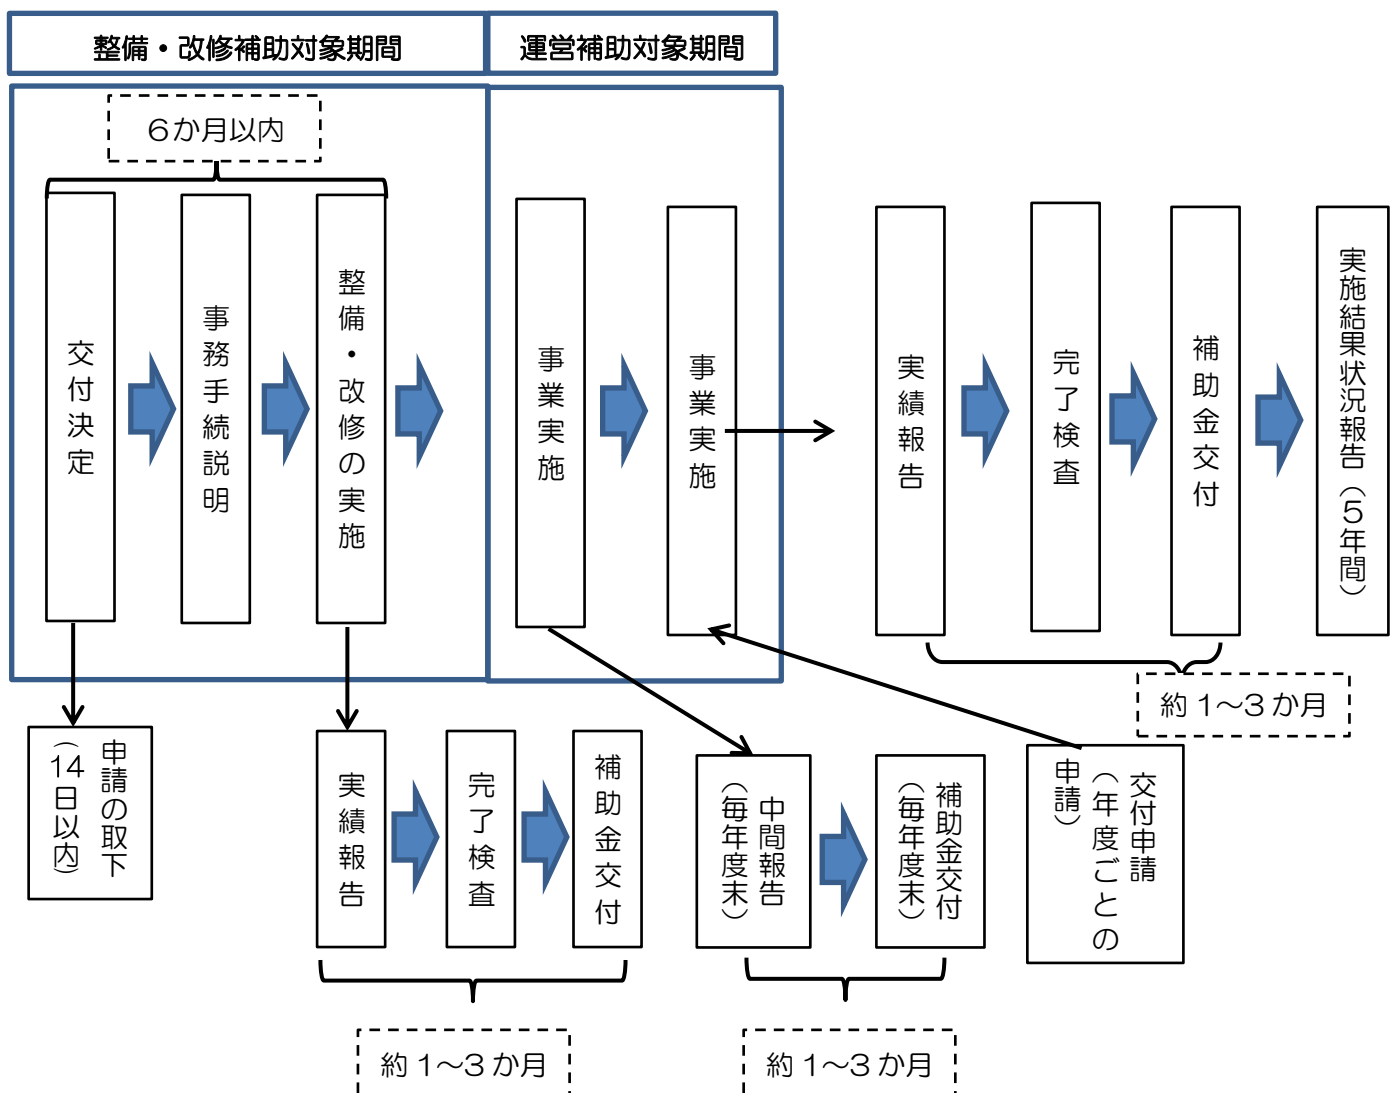 整備・改修補助対象期間
運営補助対象期間
６か月以内
交付決定
事務手続説明
整備・改修の実施
事業実施
事業実施
実績報告
完了検査
補助金交付
実施結果状況報告（５年間）
約１～３か月
申請の取下
（14日以内）
実績報告
完了検査
補助金交付
中間報告
（毎年度末）
補助金交付
（毎年度末）
交付申請
（年度ごとの
申請）
約１～３か月
約１～３か月